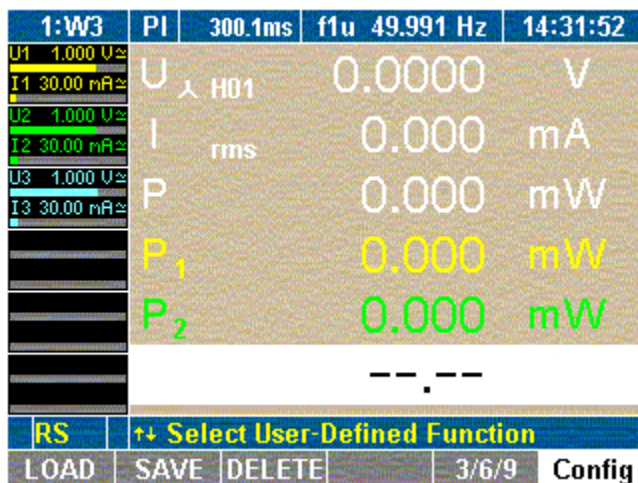 1:W3 PI 300.1ms f1u 49.991 Hz 14:31:52
U1 1.000 V≃
I1 30.00 mA≃
U2 1.000 V≃
I2 30.00 mA≃
U3 1.000 V≃
I3 30.00 mA≃
U⅄ H01 0.0000 V
I rms 0.000 mA
P 0.000 mW
P1 0.000 mW
P2 0.000 mW
--.--
RS ↑↓ Select User-Defined Function
LOAD SAVE DELETE 3/6/9 Config